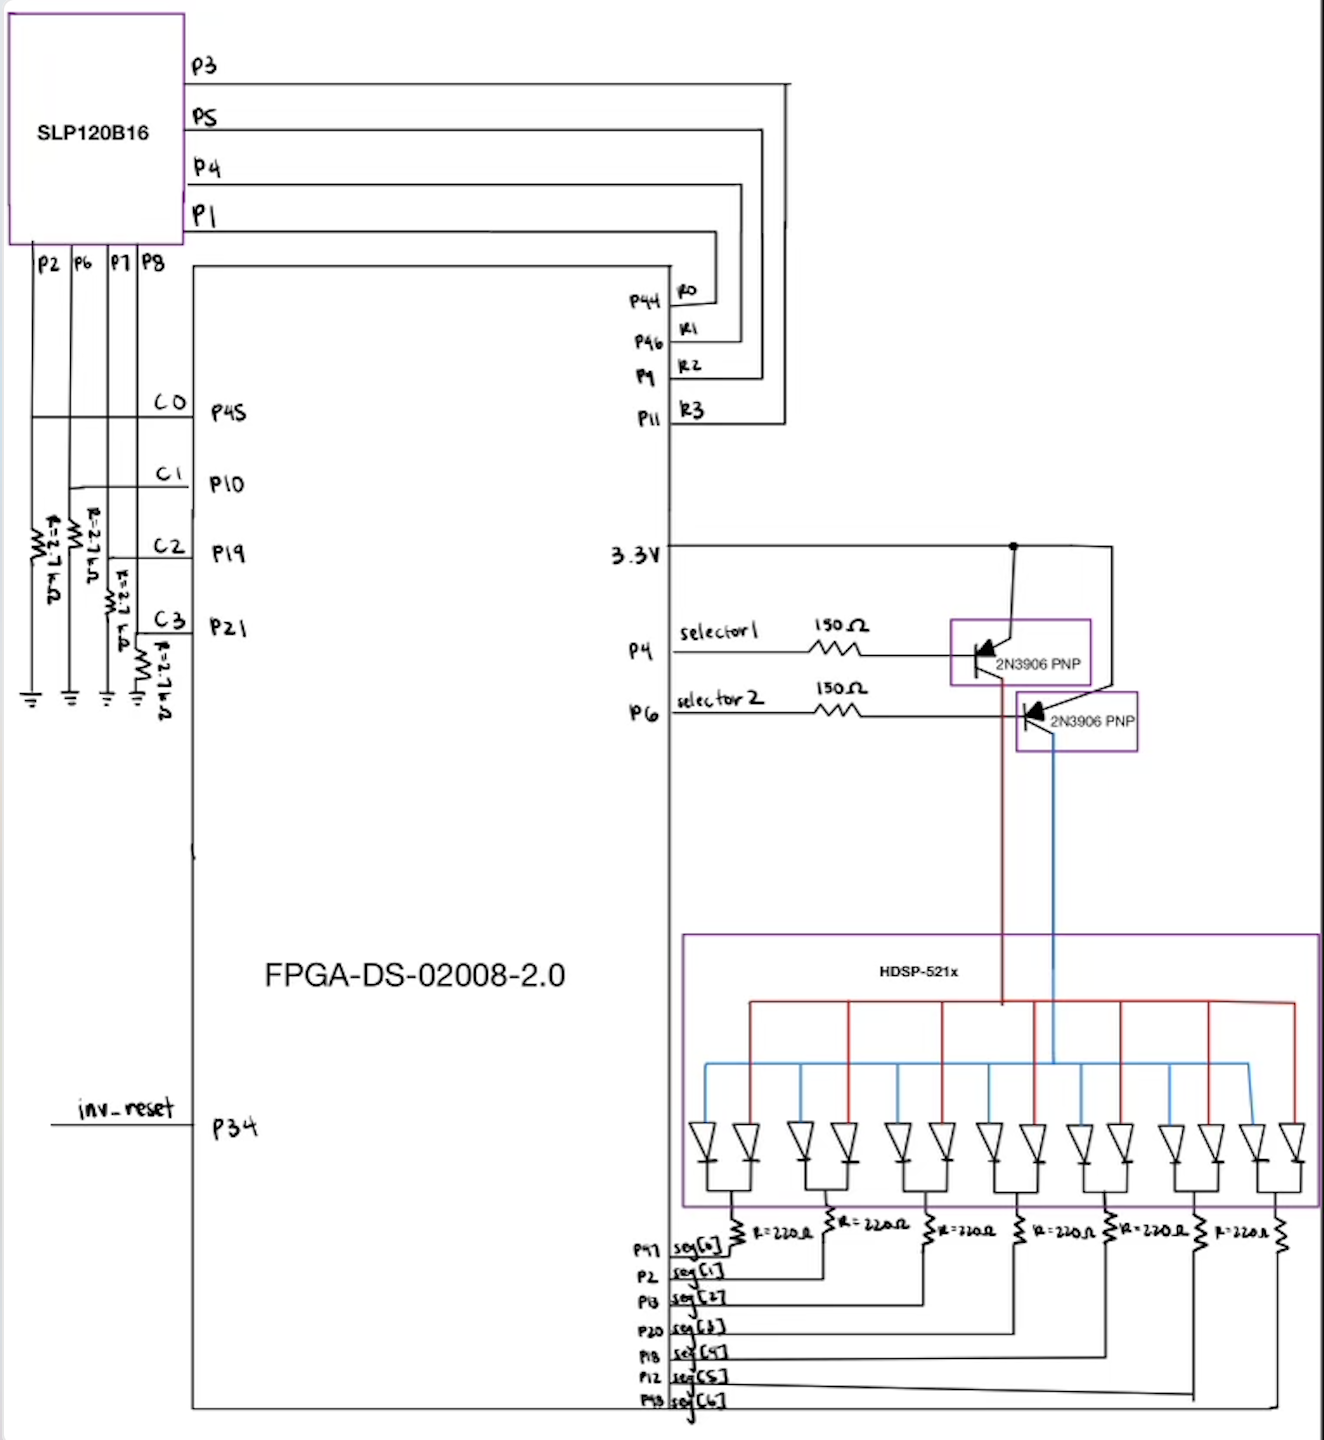 P3
P5
SLP120B16
P4
P1
P2 P6 P7 P8
P44 R0
P46 R1
P9 R2
P11 R3
C0 P45
C1 P10
C2 P19
C3 P21
R=2.7kΩ
R=2.7kΩ
R=2.7kΩ
R=2.7kΩ
3.3V
P4 selector1 150Ω
2N3906 PNP
P6 selector2 150Ω
2N3906 PNP
FPGA-DS-02008-2.0
HDSP-521x
inv_reset P34
R=220Ω R=220Ω R=220Ω R=220Ω R=220Ω R=220Ω
P47 seg[0]
P2 seg[1]
P13 seg[2]
P20 seg[3]
P18 seg[4]
P12 seg[5]
seg[6]